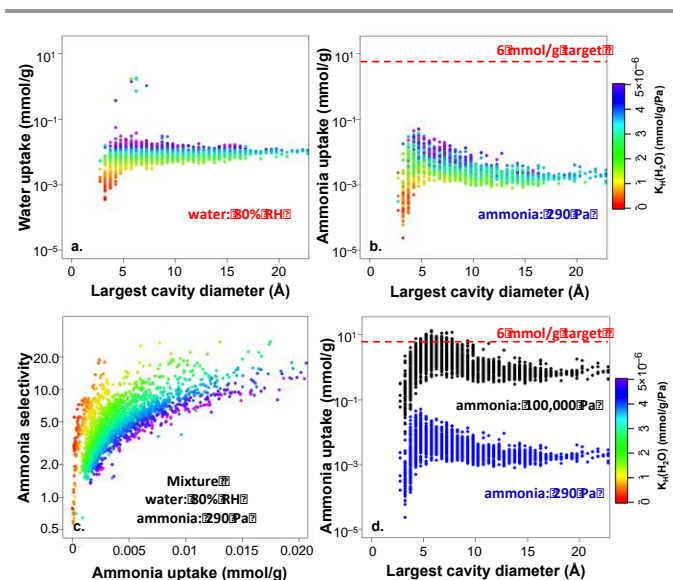 10¹
10⁻¹
10⁻³
10⁻⁵
Water uptake (mmol/g)
water:⍰80%⍰RH⍰
a.
0 5 10 15 20
Largest cavity diameter (Å)
6⍰mmol/g⍰target⍰
10¹
10⁻¹
10⁻³
10⁻⁵
Ammonia uptake (mmol/g)
ammonia:⍰290⍰Pa⍰
b.
0 5 10 15 20
Largest cavity diameter (Å)
0 1 2 3 4 5×10⁻⁶
K_H(H₂O) (mmol/g/Pa)
20.0
10.0
5.0
2.0
1.0
0.5
Ammonia selectivity
Mixture⍰
water:⍰80%⍰RH⍰
ammonia:⍰290⍰Pa⍰
c.
0 0.005 0.010 0.015 0.020
Ammonia uptake (mmol/g)
6⍰mmol/g⍰target⍰
10¹
10⁻¹
10⁻³
10⁻⁵
Ammonia uptake (mmol/g)
ammonia:⍰100,000⍰Pa⍰
ammonia:⍰290⍰Pa⍰
d.
0 5 10 15 20
Largest cavity diameter (Å)
0 1 2 3 4 5×10⁻⁶
K_H(H₂O) (mmol/g/Pa)